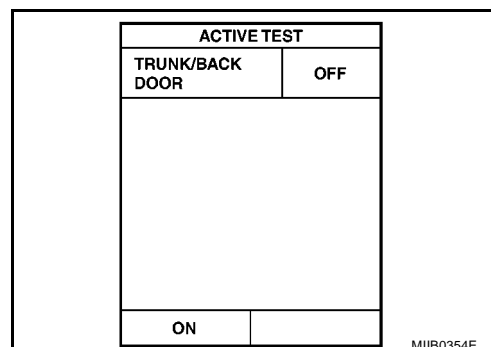 ACTIVE TEST
TRUNK/BACK
DOOR
OFF
ON
MIIB0354E